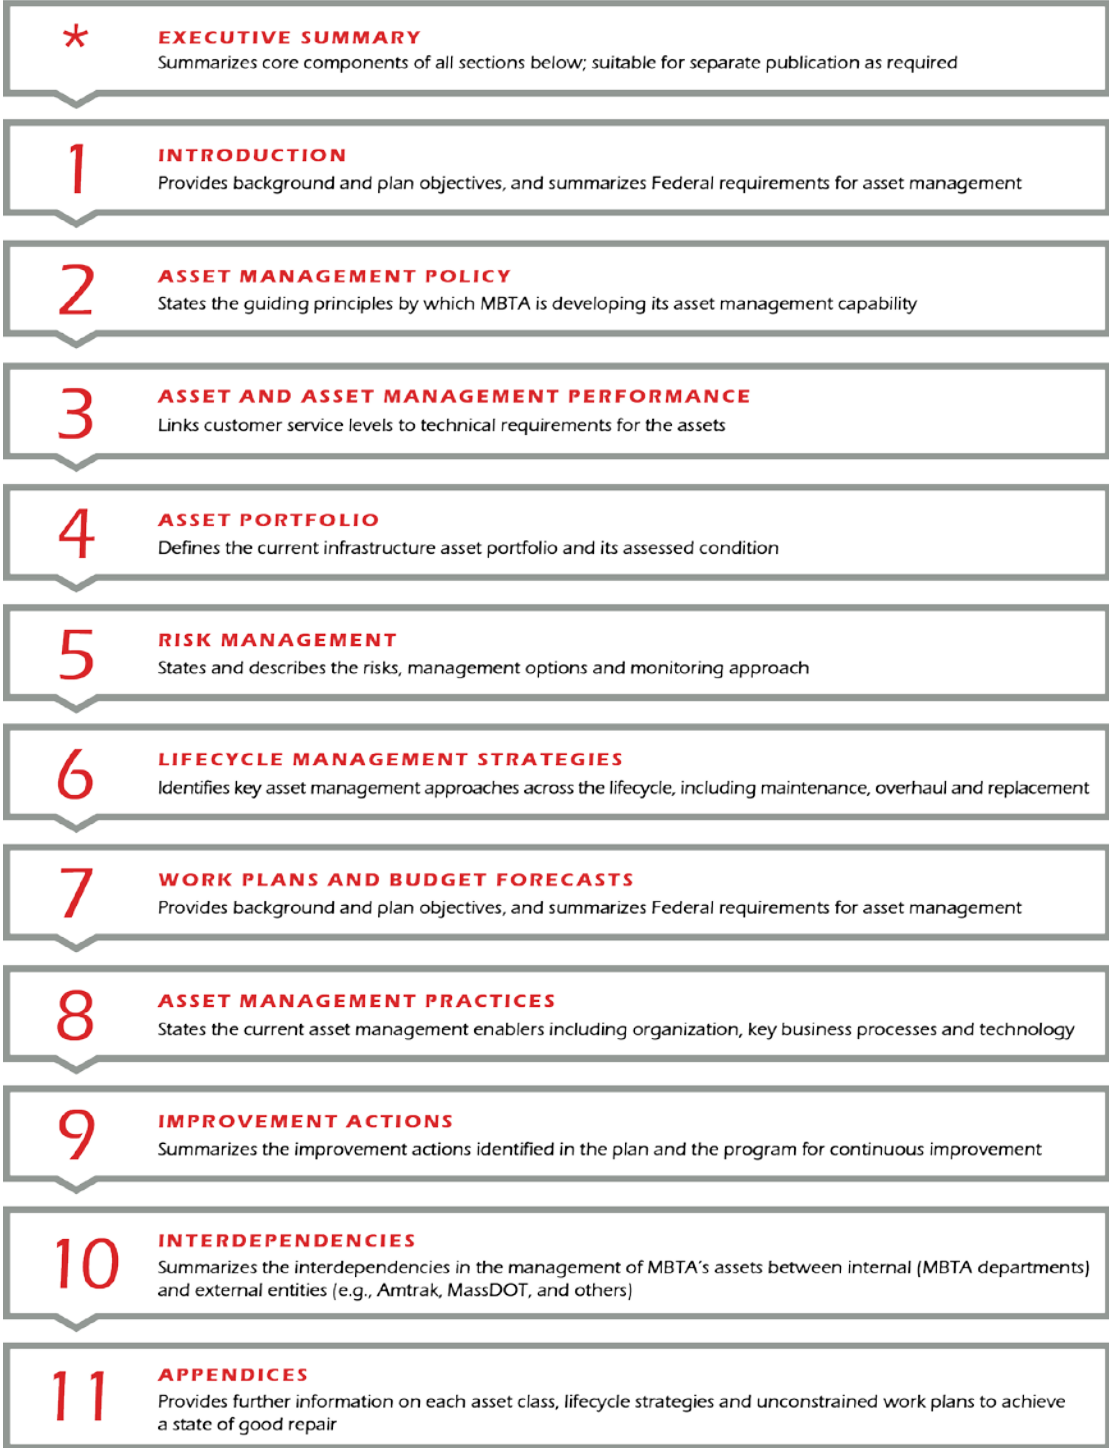 *
EXECUTIVE SUMMARY
Summarizes core components of all sections below; suitable for separate publication as required
1
INTRODUCTION
Provides background and plan objectives, and summarizes Federal requirements for asset management
2
ASSET MANAGEMENT POLICY
States the guiding principles by which MBTA is developing its asset management capability
3
ASSET AND ASSET MANAGEMENT PERFORMANCE
Links customer service levels to technical requirements for the assets
4
ASSET PORTFOLIO
Defines the current infrastructure asset portfolio and its assessed condition
5
RISK MANAGEMENT
States and describes the risks, management options and monitoring approach
6
LIFECYCLE MANAGEMENT STRATEGIES
Identifies key asset management approaches across the lifecycle, including maintenance, overhaul and replacement
7
WORK PLANS AND BUDGET FORECASTS
Provides background and plan objectives, and summarizes Federal requirements for asset management
8
ASSET MANAGEMENT PRACTICES
States the current asset management enablers including organization, key business processes and technology
9
IMPROVEMENT ACTIONS
Summarizes the improvement actions identified in the plan and the program for continuous improvement
10
INTERDEPENDENCIES
Summarizes the interdependencies in the management of MBTA's assets between internal (MBTA departments)
and external entities (e.g., Amtrak, MassDOT, and others)
11
APPENDICES
Provides further information on each asset class, lifecycle strategies and unconstrained work plans to achieve
a state of good repair